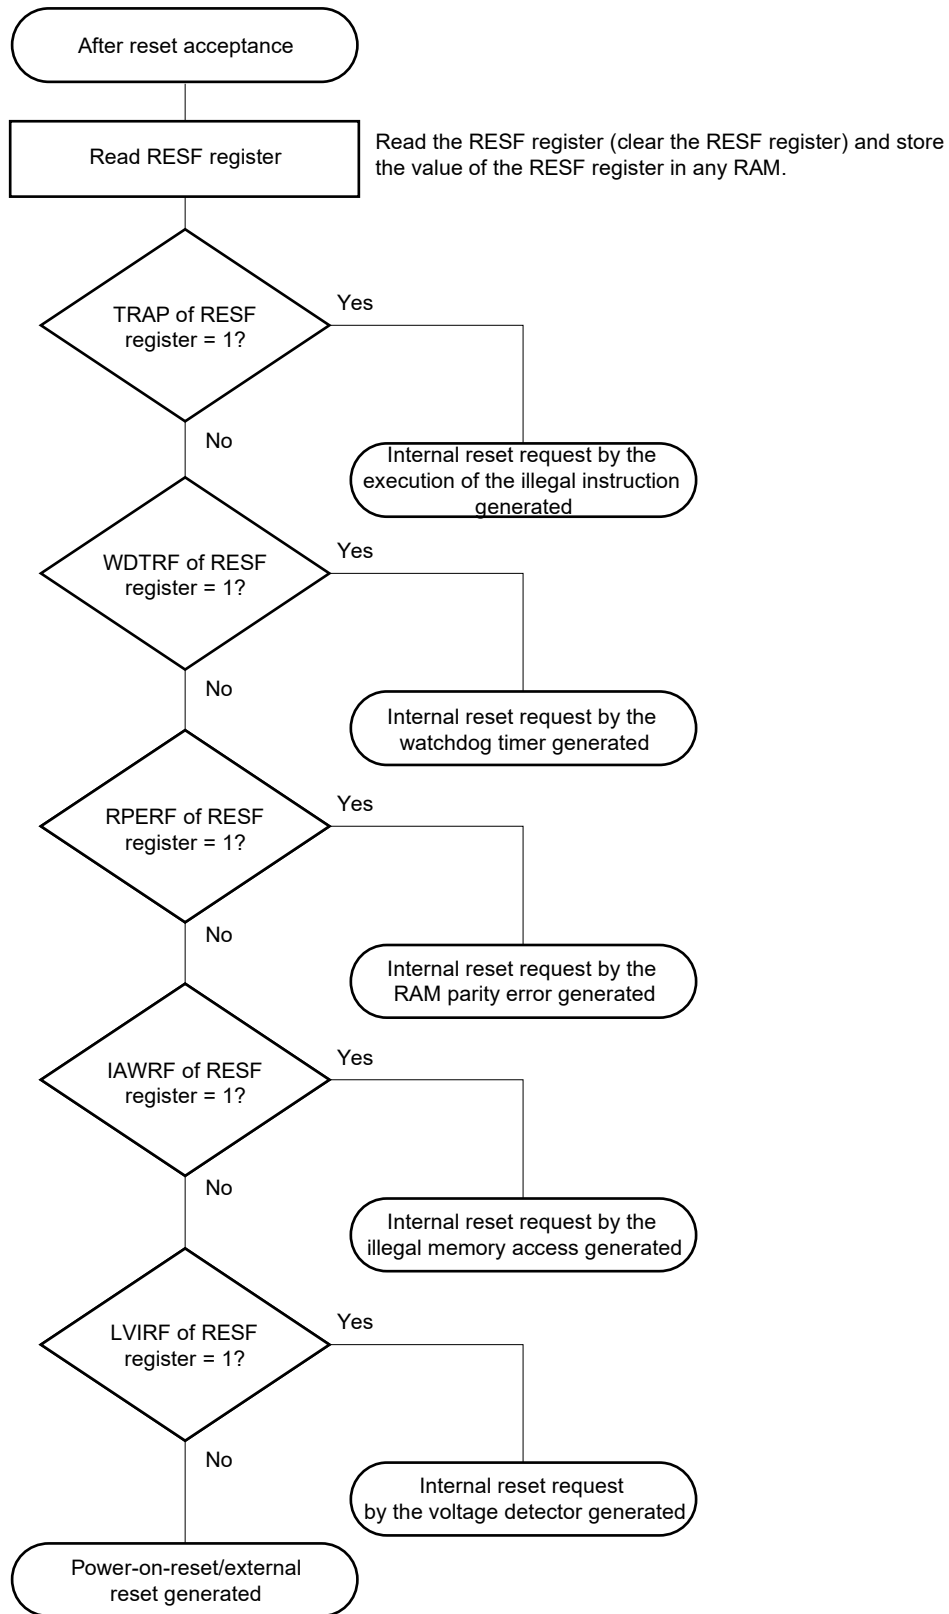 After reset acceptance
Read RESF register
Read the RESF register (clear the RESF register) and store
the value of the RESF register in any RAM.
TRAP of RESF
register = 1?
Yes
No
Internal reset request by the
execution of the illegal instruction
generated
WDTRF of RESF
register = 1?
Yes
No
Internal reset request by the
watchdog timer generated
RPERF of RESF
register = 1?
Yes
No
Internal reset request by the
RAM parity error generated
IAWRF of RESF
register = 1?
Yes
No
Internal reset request by the
illegal memory access generated
LVIRF of RESF
register = 1?
Yes
No
Internal reset request
by the voltage detector generated
Power-on-reset/external
reset generated